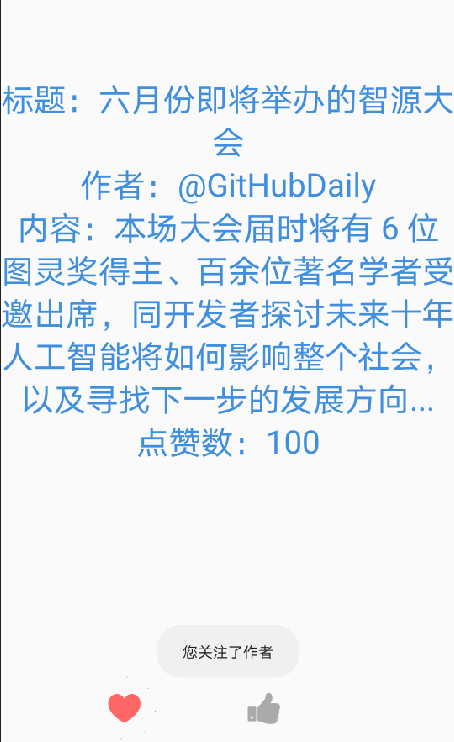 标题：六月份即将举办的智源大
会
作者：@GitHubDaily
内容：本场大会届时将有 6 位
图灵奖得主、百余位著名学者受
邀出席，同开发者探讨未来十年
人工智能将如何影响整个社会，
以及寻找下一步的发展方向...
点赞数：100
您关注了作者